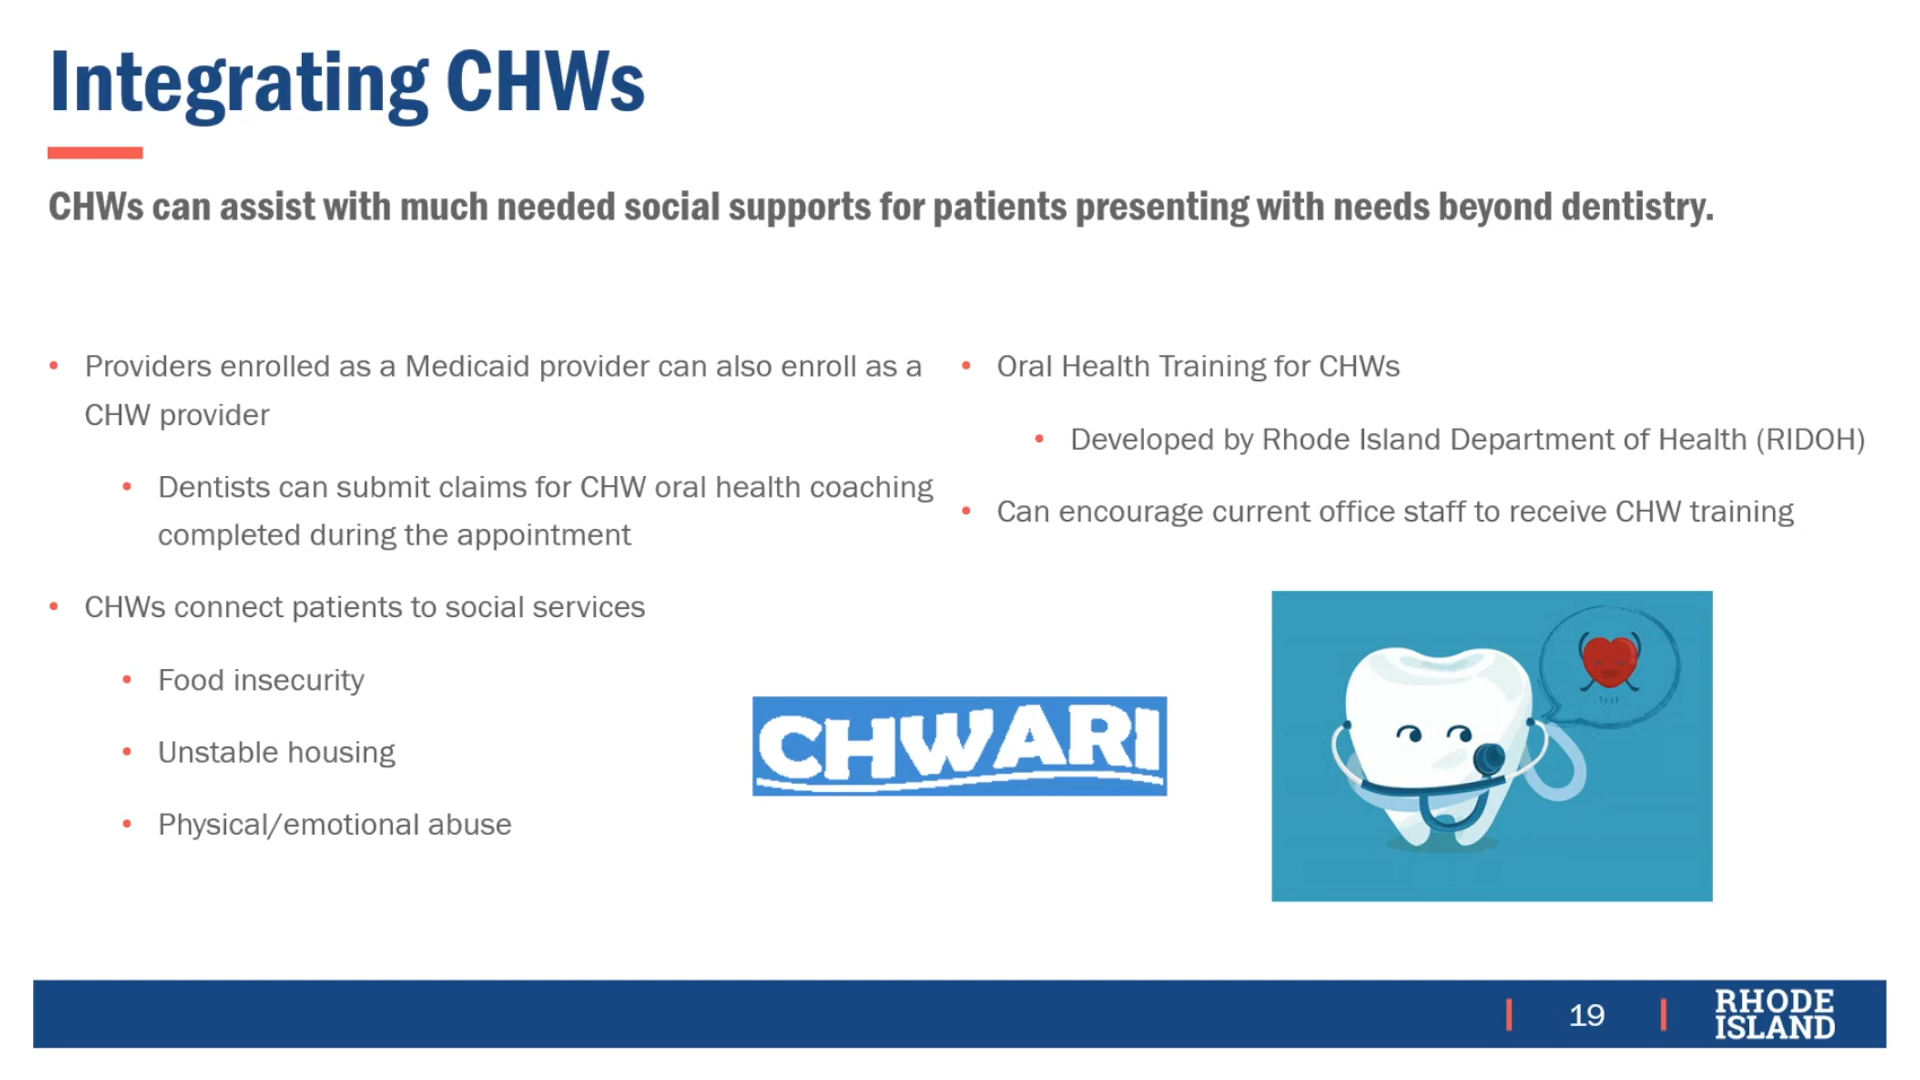 Integrating CHWs
CHWs can assist with much needed social supports for patients presenting with needs beyond dentistry.
• Providers enrolled as a Medicaid provider can also enroll as a
CHW provider
• Dentists can submit claims for CHW oral health coaching
completed during the appointment
• CHWs connect patients to social services
• Food insecurity
• Unstable housing
• Physical/emotional abuse
• Oral Health Training for CHWs
• Developed by Rhode Island Department of Health (RIDOH)
• Can encourage current office staff to receive CHW training
CHWARI
19
RHODE
ISLAND